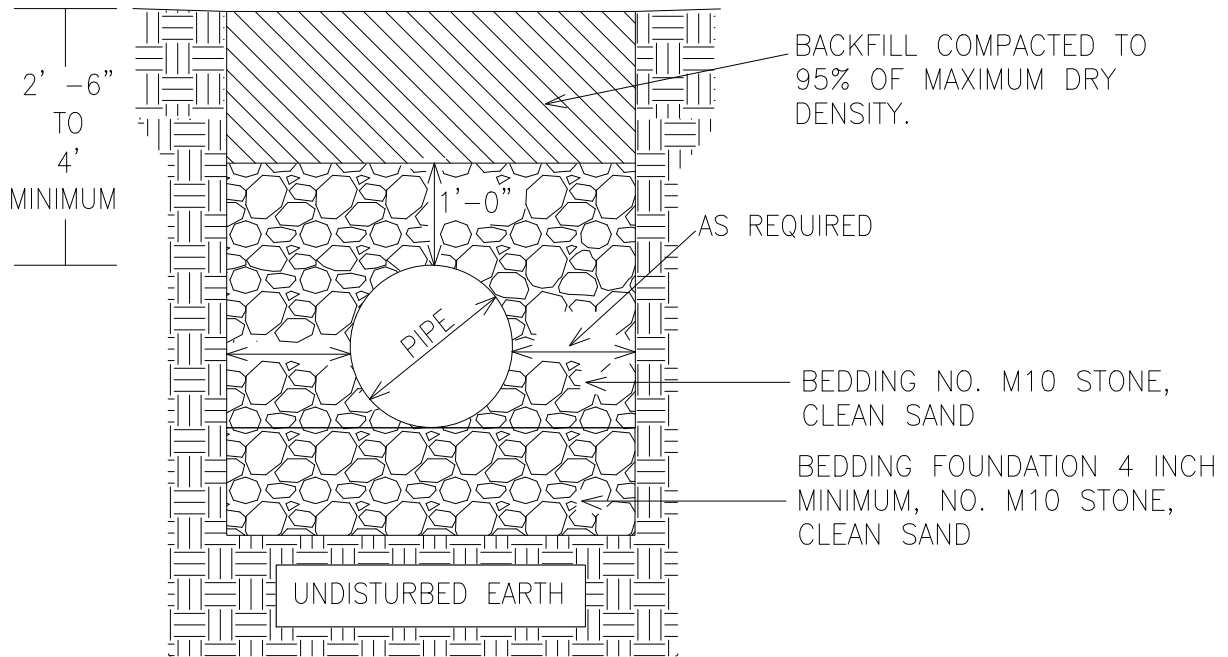 2' -6"
TO
4'
MINIMUM
BACKFILL COMPACTED TO
95% OF MAXIMUM DRY
DENSITY.
1'-0"
AS REQUIRED
PIPE
BEDDING NO. M10 STONE,
CLEAN SAND
BEDDING FOUNDATION 4 INCH
MINIMUM, NO. M10 STONE,
CLEAN SAND
UNDISTURBED EARTH